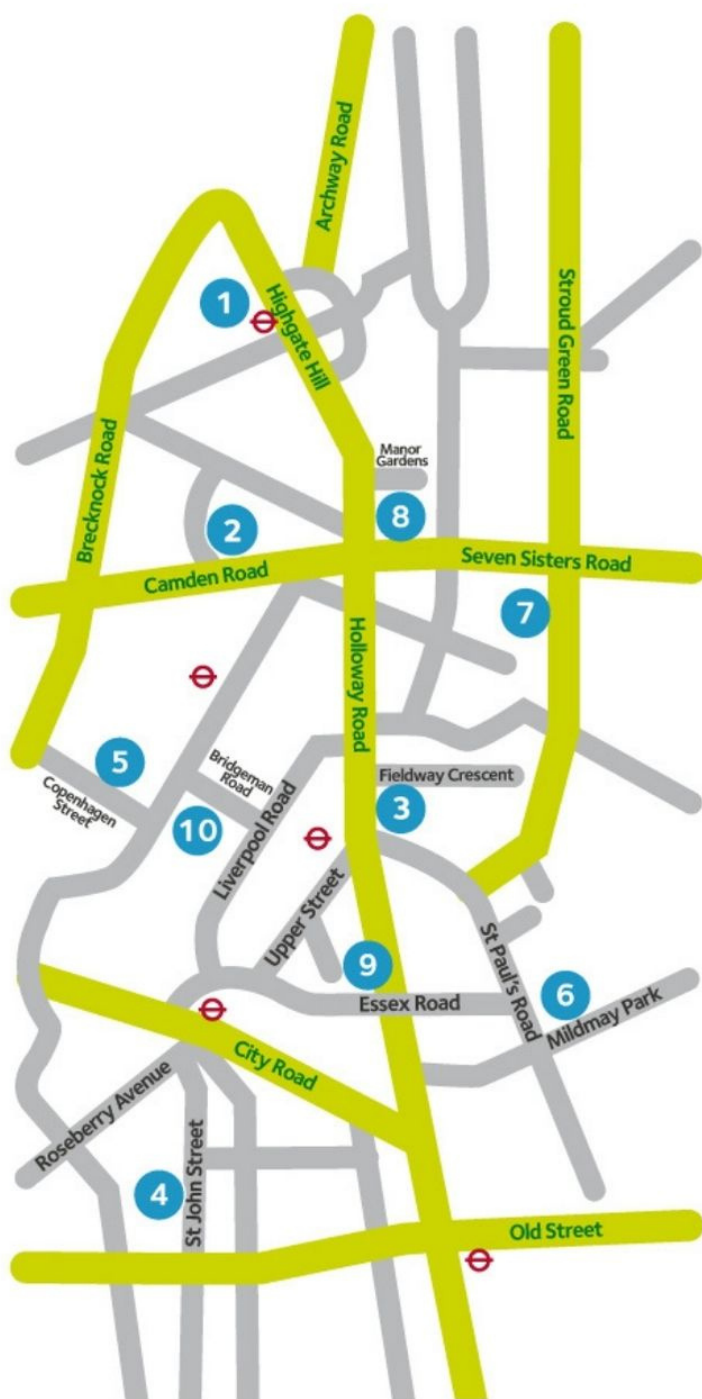 Archway Road
1
Highgate Hill
Stroud Green Road
Brecknock Road
Manor
Gardens
8
2
Camden Road
Seven Sisters Road
7
Holloway Road
5
Copenhagen
Street
Bridgeman
Road
10
Liverpool Road
Fieldway Crescent
3
Upper Street
St Paul's Road
9
6
Essex Road
Mildmay Park
City Road
Roseberry Avenue
4
St John Street
Old Street